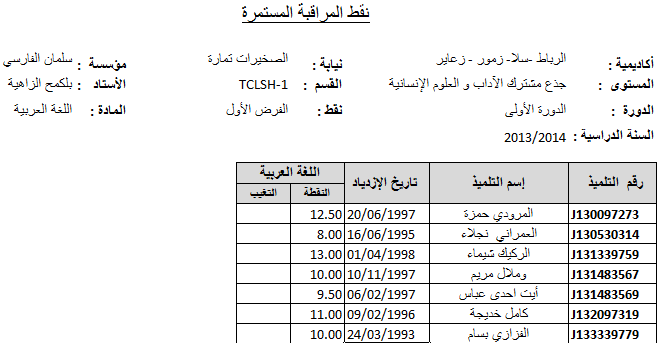 نقط المراقبة المستمرة
أكاديمية : الرباط -سلا- زمور - زعاير نيابة : الصخيرات تمارة مؤسسة : سلمان الفارسي
المستوى : جذع مشترك الآداب و العلوم الإنسانية القسم : TCLSH-1 الأستاذ : بلكمح الزاهية
الدورة : الدورة الأولى نقط : الفرض الأول المادة : اللغة العربية
السنة الدراسية : 2013/2014
رقم التلميذ إسم التلميذ تاريخ الإزدياد اللغة العربية
النقطة التغيب
J130097273 المرودي حمزة 20/06/1997 12.50
J130530314 العمراني نجلاء 16/06/1995 8.00
J131339759 الركيك شيماء 01/04/1998 13.00
J131483567 وملال مريم 10/11/1997 10.00
J131483569 أيت احدى عباس 06/02/1997 9.50
J132097319 كامل خديجة 09/02/1996 11.00
J133339779 الفزازي بسام 24/03/1993 10.00